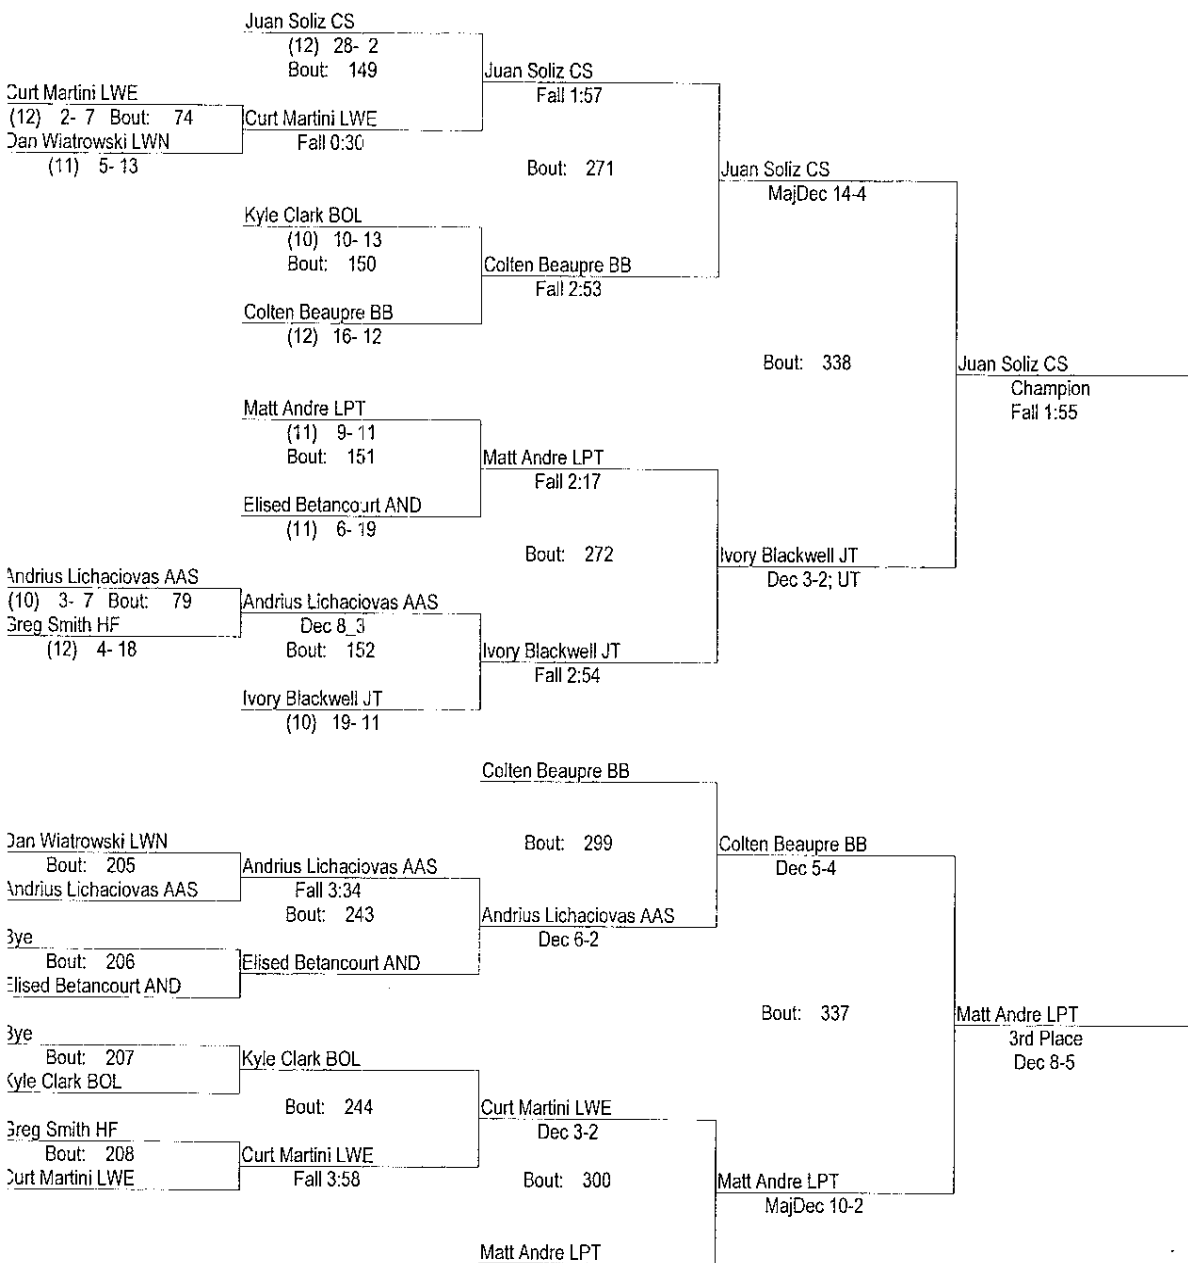 Juan Soliz CS
(12) 28- 2
Bout: 149
Juan Soliz CS
Fall 1:57
Curt Martini LWE
(12) 2- 7 Bout: 74
Curt Martini LWE
Fall 0:30
Dan Wiatrowski LWN
(11) 5- 13
Bout: 271
Juan Soliz CS
MajDec 14-4
Kyle Clark BOL
(10) 10- 13
Bout: 150
Colten Beaupre BB
Fall 2:53
Colten Beaupre BB
(12) 16- 12
Bout: 338
Juan Soliz CS
Champion
Fall 1:55
Matt Andre LPT
(11) 9- 11
Bout: 151
Matt Andre LPT
Fall 2:17
Elised Betancourt AND
(11) 6- 19
Bout: 272
Ivory Blackwell JT
Dec 3-2; UT
Andrius Lichaciovas AAS
(10) 3- 7 Bout: 79
Andrius Lichaciovas AAS
Dec 8_3
Greg Smith HF
(12) 4- 18
Bout: 152
Ivory Blackwell JT
Fall 2:54
Ivory Blackwell JT
(10) 19- 11
Colten Beaupre BB
Bout: 299
Colten Beaupre BB
Dec 5-4
Dan Wiatrowski LWN
Bout: 205
Andrius Lichaciovas AAS
Andrius Lichaciovas AAS
Fall 3:34
Bout: 243
Andrius Lichaciovas AAS
Dec 6-2
Bye
Bout: 206
Elised Betancourt AND
Elised Betancourt AND
Bout: 337
Matt Andre LPT
3rd Place
Dec 8-5
Bye
Bout: 207
Kyle Clark BOL
Kyle Clark BOL
Bout: 244
Curt Martini LWE
Dec 3-2
Greg Smith HF
Bout: 208
Curt Martini LWE
Curt Martini LWE
Fall 3:58
Bout: 300
Matt Andre LPT
MajDec 10-2
Matt Andre LPT